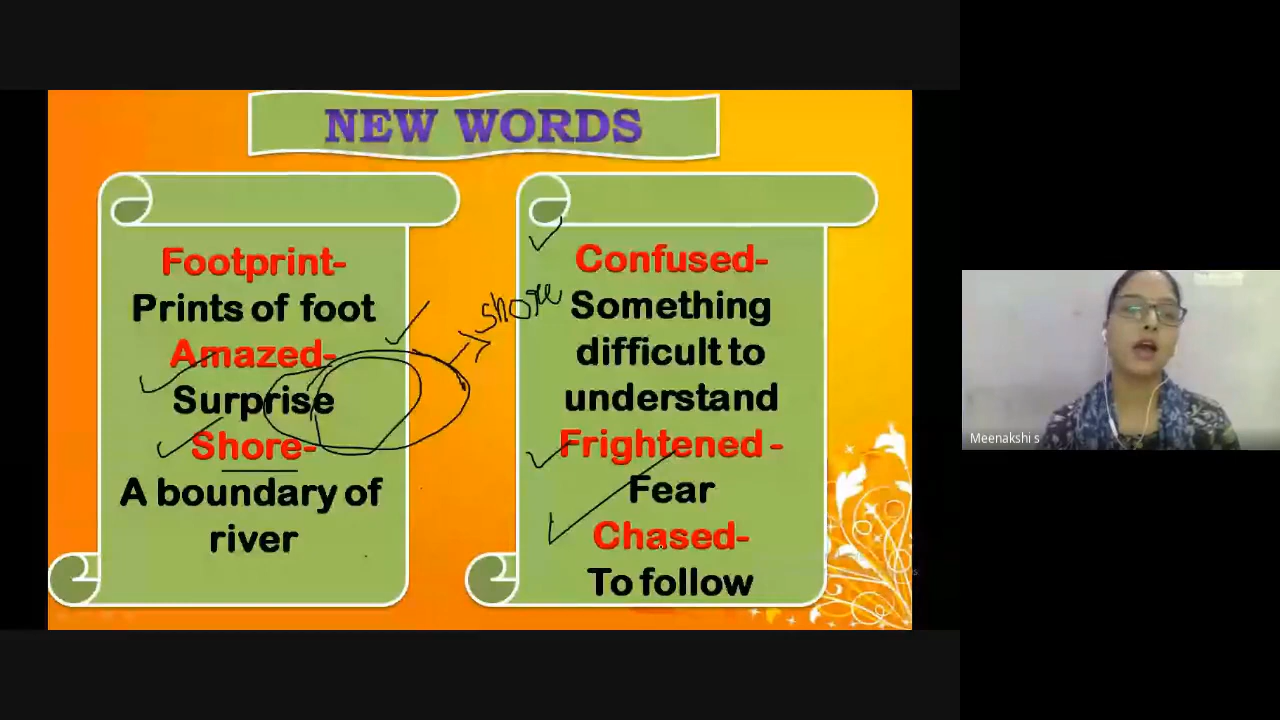 NEW WORDS
Footprint-
Prints of foot
Amazed-
Surprise
Shore-
A boundary of
river
shore
Confused-
Something
difficult to
understand
Frightened -
Fear
Chased-
To follow
Meenakshi s